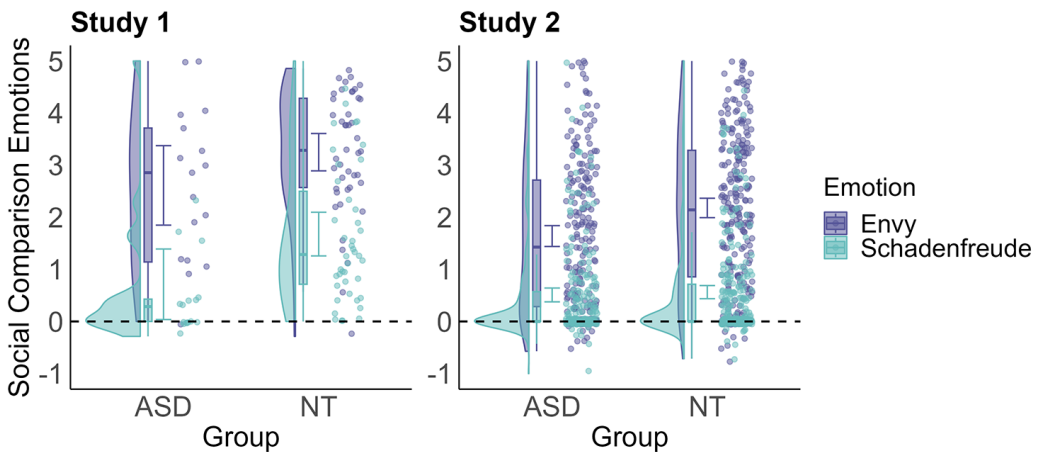 Study 1
Study 2
Social Comparison Emotions
5
4
3
2
1
0
-1
ASD
NT
Group
5
4
3
2
1
0
-1
ASD
NT
Group
Emotion
Envy
Schadenfreude